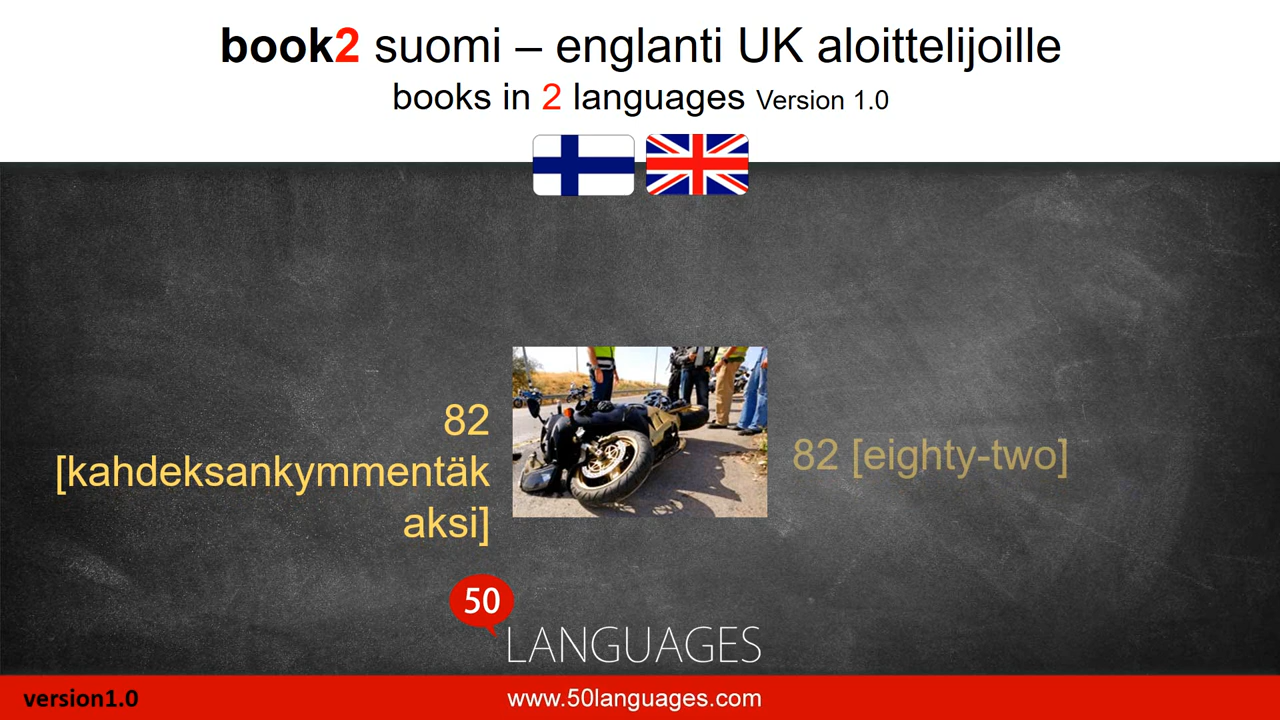 book2 suomi – englanti UK aloittelijoille
books in 2 languages Version 1.0
82
[kahdeksankymmentäk
aksi]
82 [eighty-two]
50
LANGUAGES
version1.0
www.50languages.com